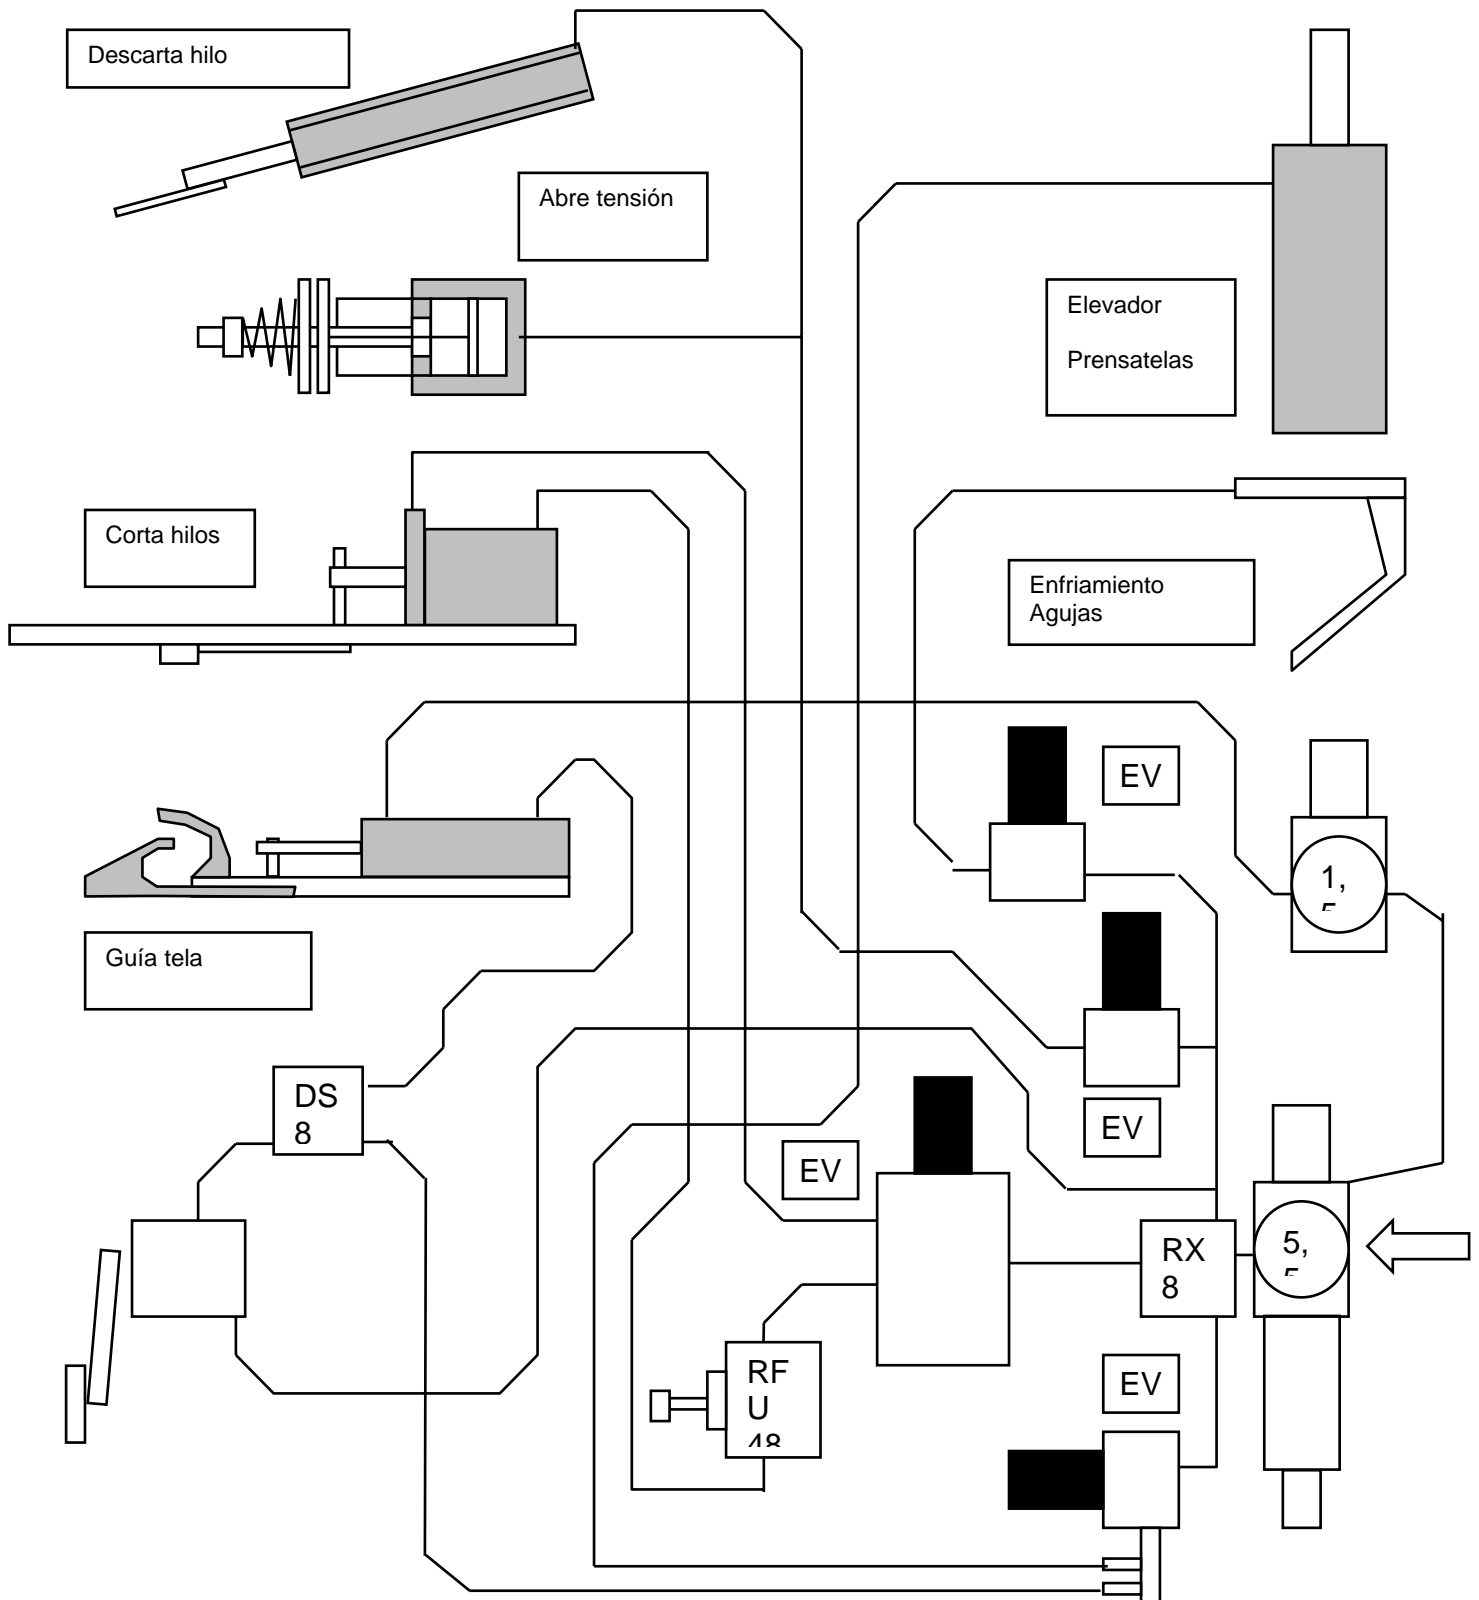 Descarta hilo
Abre tensión
Elevador
Prensatelas
Corta hilos
Enfriamiento
Agujas
EV
1,
Guía tela
DS
8
EV
EV
RX
8
5,
RF
U
48
EV